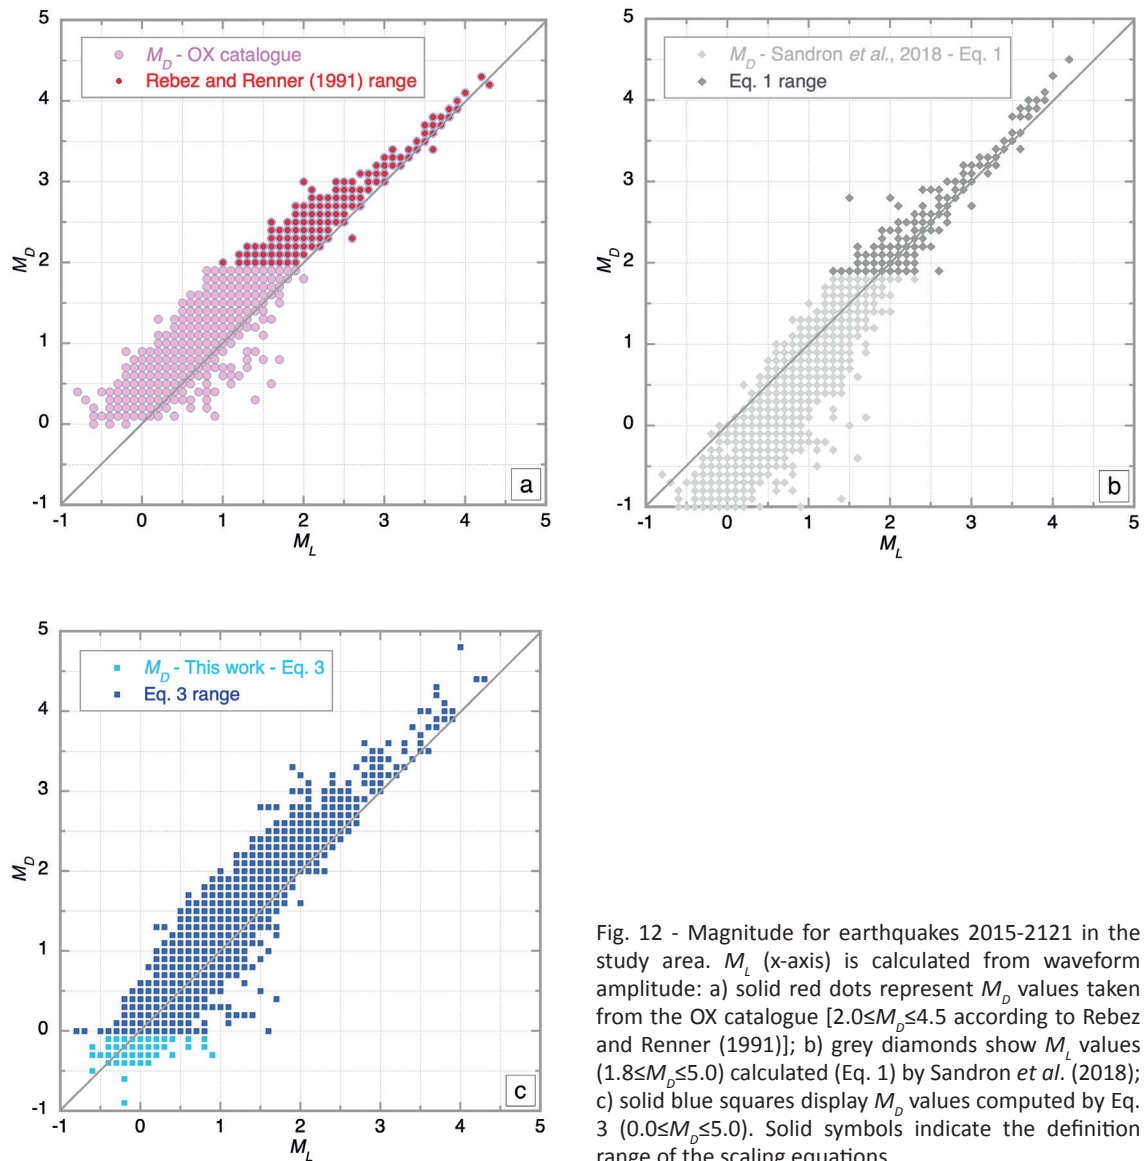 5
4
3
2
1
0
-1
M_D
M_D - OX catalogue
Rebez and Renner (1991) range
a
-1 0 1 2 3 4 5
M_L
5
4
3
2
1
0
-1
M_D
M_D - Sandron et al., 2018 - Eq. 1
Eq. 1 range
b
-1 0 1 2 3 4 5
M_L
5
4
3
2
1
0
-1
M_D
M_D - This work - Eq. 3
Eq. 3 range
c
-1 0 1 2 3 4 5
M_L
Fig. 12 - Magnitude for earthquakes 2015-2121 in the
study area. M_L (x-axis) is calculated from waveform
amplitude: a) solid red dots represent M_D values taken
from the OX catalogue [2.0≤M_D≤4.5 according to Rebez
and Renner (1991)]; b) grey diamonds show M_L values
(1.8≤M_D≤5.0) calculated (Eq. 1) by Sandron et al. (2018);
c) solid blue squares display M_D values computed by Eq.
3 (0.0≤M_D≤5.0). Solid symbols indicate the definition
range of the scaling equations